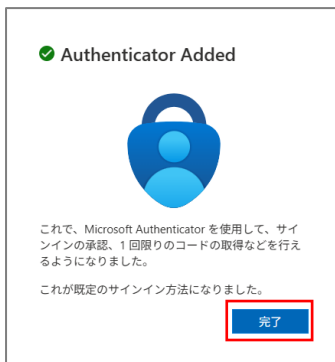 Authenticator Added
これで、Microsoft Authenticator を使用して、サイ
ンインの承認、1 回限りのコードの取得などを行え
るようになりました。
これが既定のサインイン方法になりました。
完了